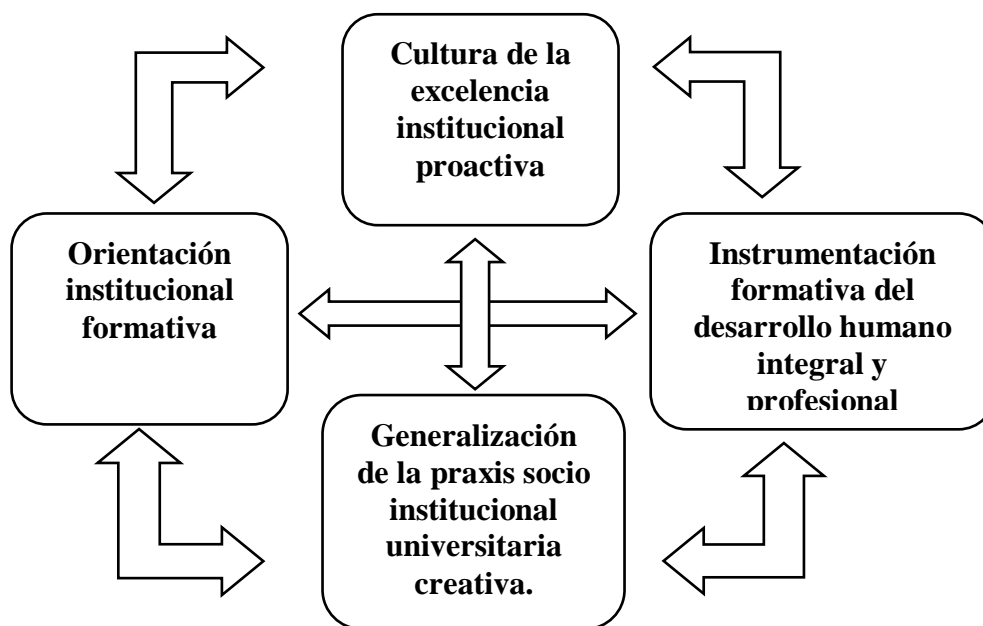 Cultura de la
excelencia
institucional
proactiva
Orientación
institucional
formativa
Instrumentación
formativa del
desarrollo humano
integral y
profesional
Generalización
de la praxis socio
institucional
universitaria
creativa.